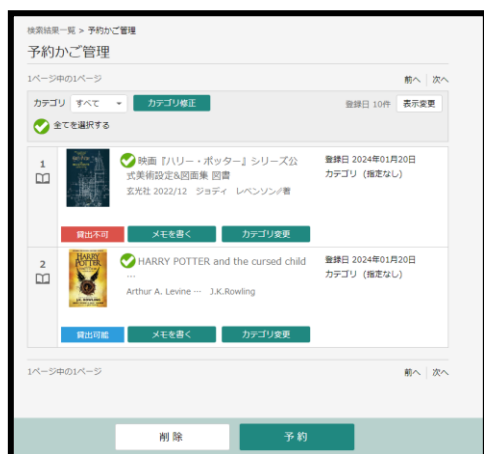 検索結果一覧 > 予約かご管理
予約かご管理
1ページ中の1ページ 前へ 次へ
カテゴリ すべて カテゴリ修正 登録日 10件 表示変更
全てを選択する
1 映画『ハリー・ポッター』シリーズ公 登録日 2024年01月20日
式美術設定&図面集 図書 カテゴリ (指定なし)
玄光社 2022/12 ジョディ レベンソン∥著
貸出不可 メモを書く カテゴリ変更
2 HARRY POTTER and the cursed child 登録日 2024年01月20日
... カテゴリ (指定なし)
Arthur A. Levine --- J.K.Rowling
HARRY POTTER
貸出可能 メモを書く カテゴリ変更
1ページ中の1ページ 前へ 次へ
削除 予約